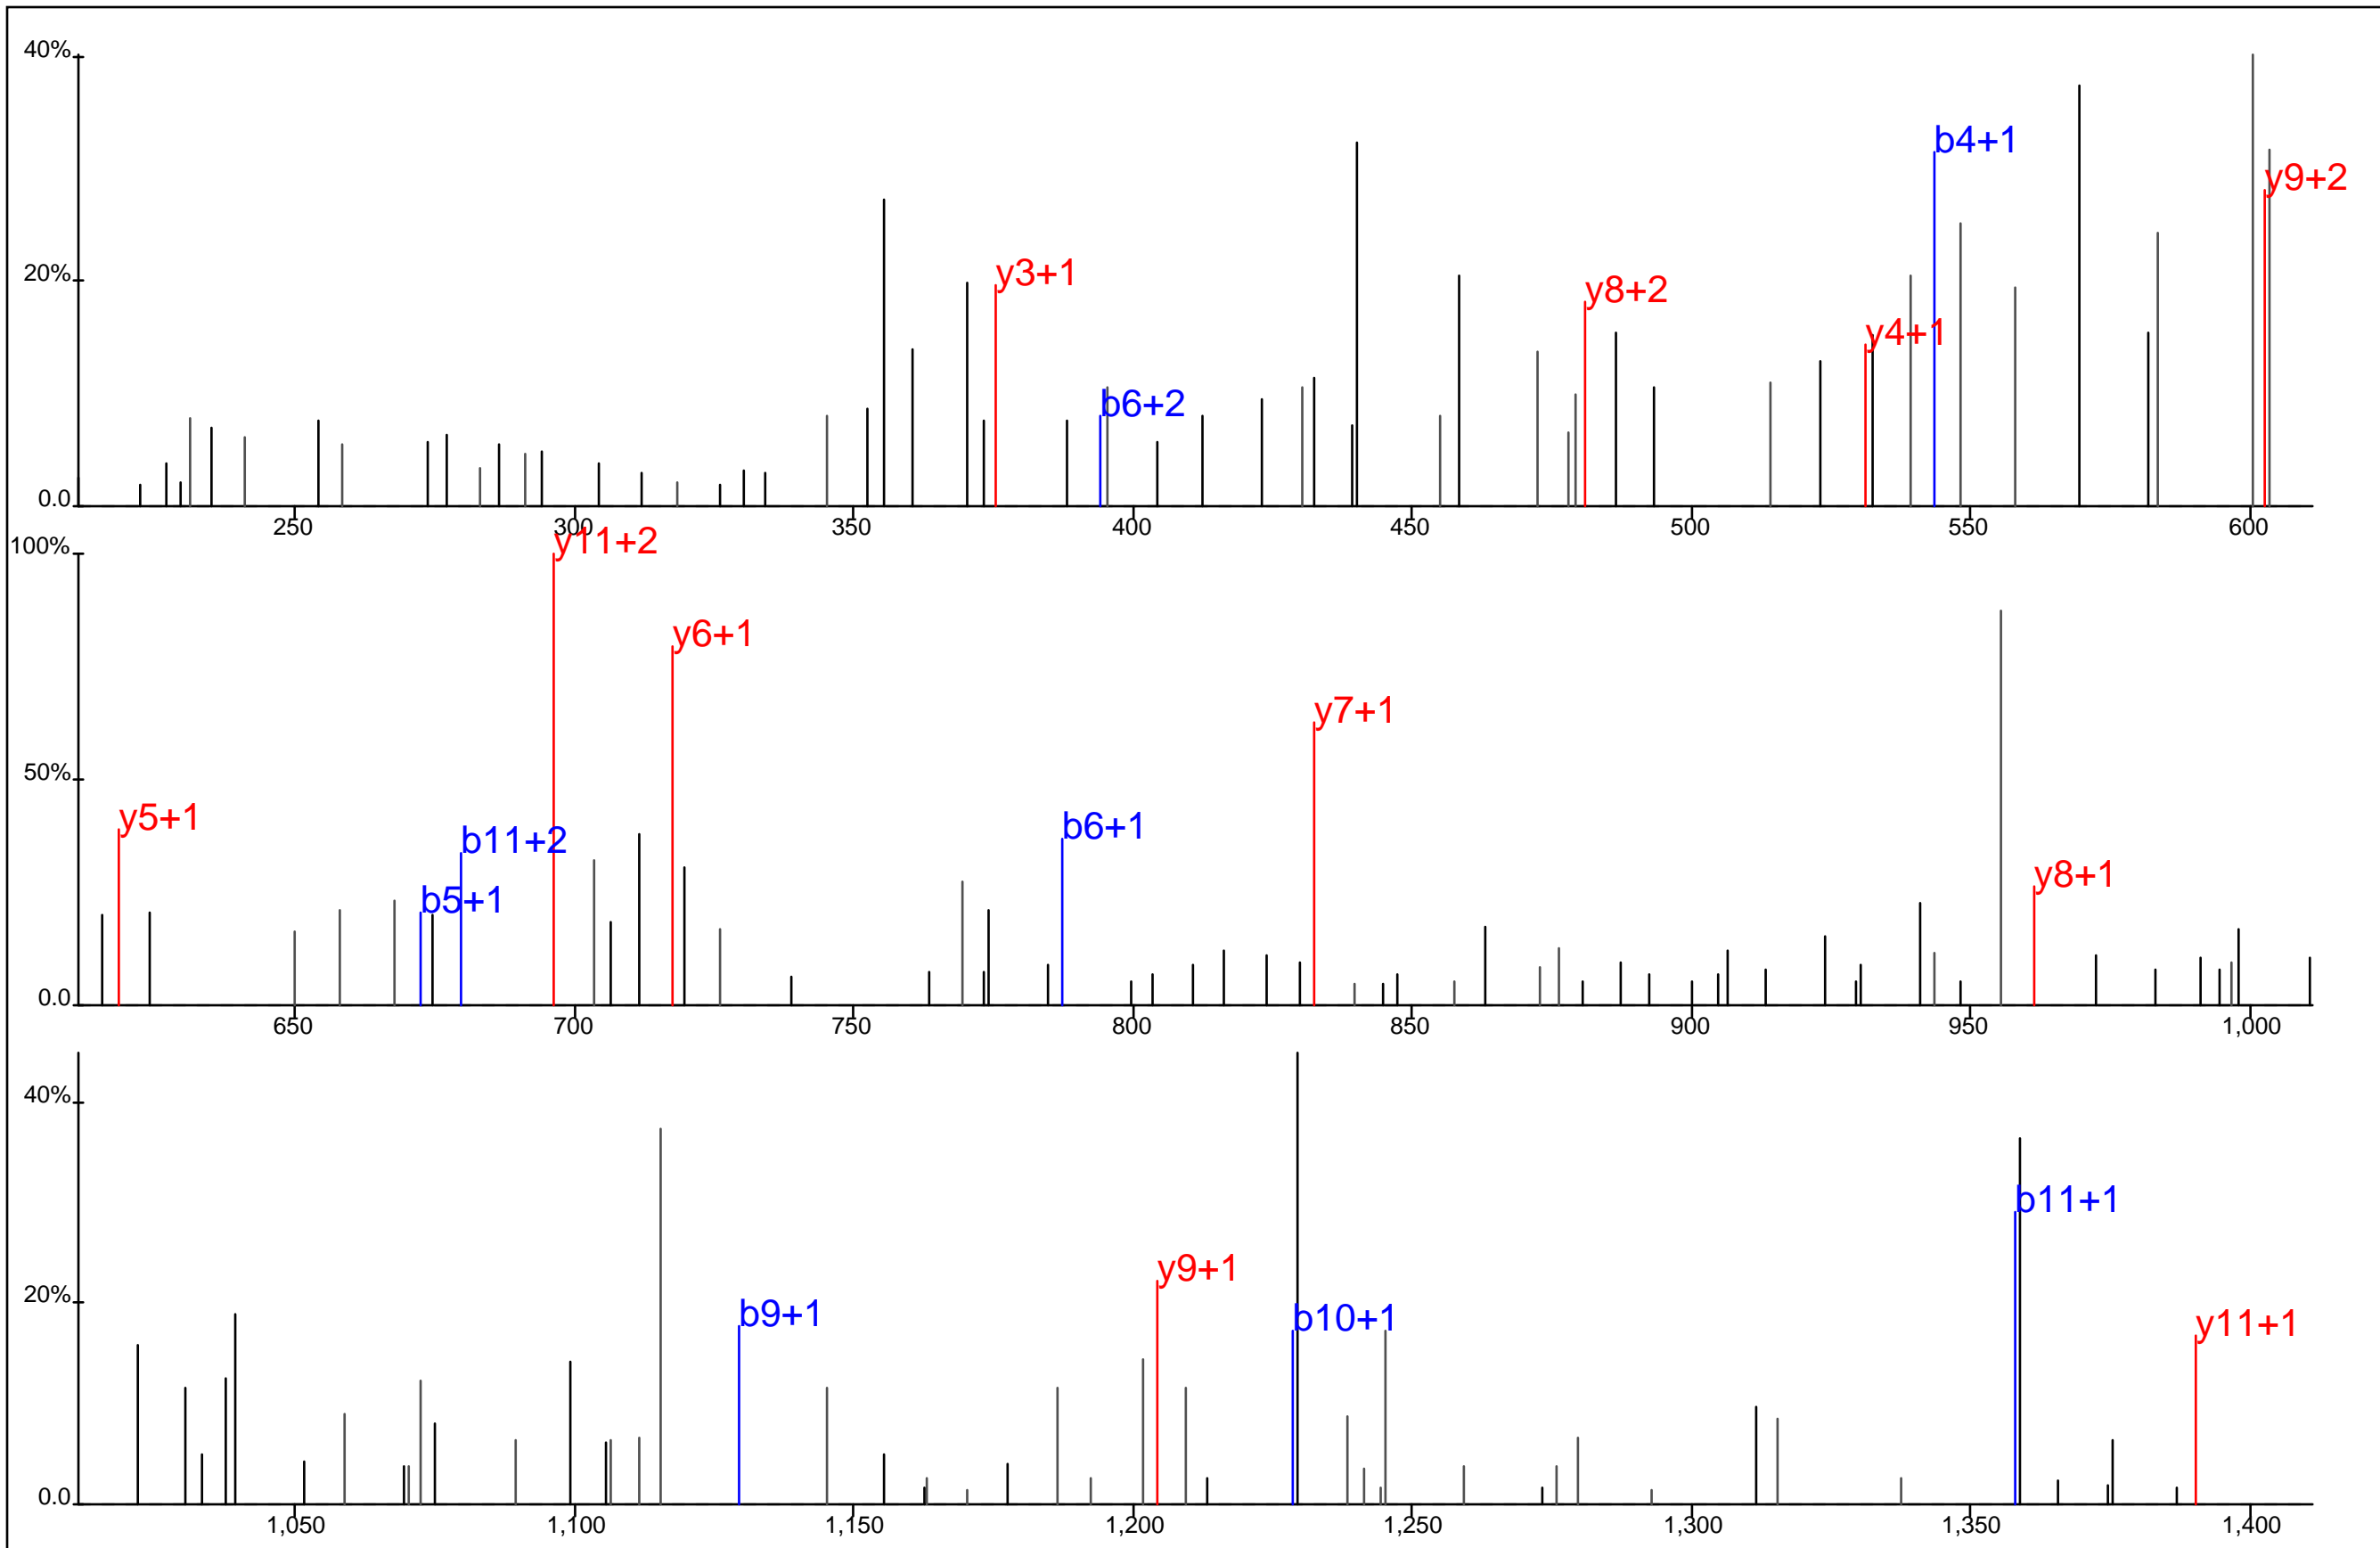 40%
b4+1
y9+2
20%
y3+1
y8+2
y4+1
b6+2
0.0
250 300 350 400 450 500 550 600
100%
y11+2
y6+1
y7+1
50%
y5+1
b11+2
b6+1
y8+1
b5+1
0.0
650 700 750 800 850 900 950 1,000
40%
b11+1
y9+1
20%
b9+1
b10+1
y11+1
0.0
1,050 1,100 1,150 1,200 1,250 1,300 1,350 1,400